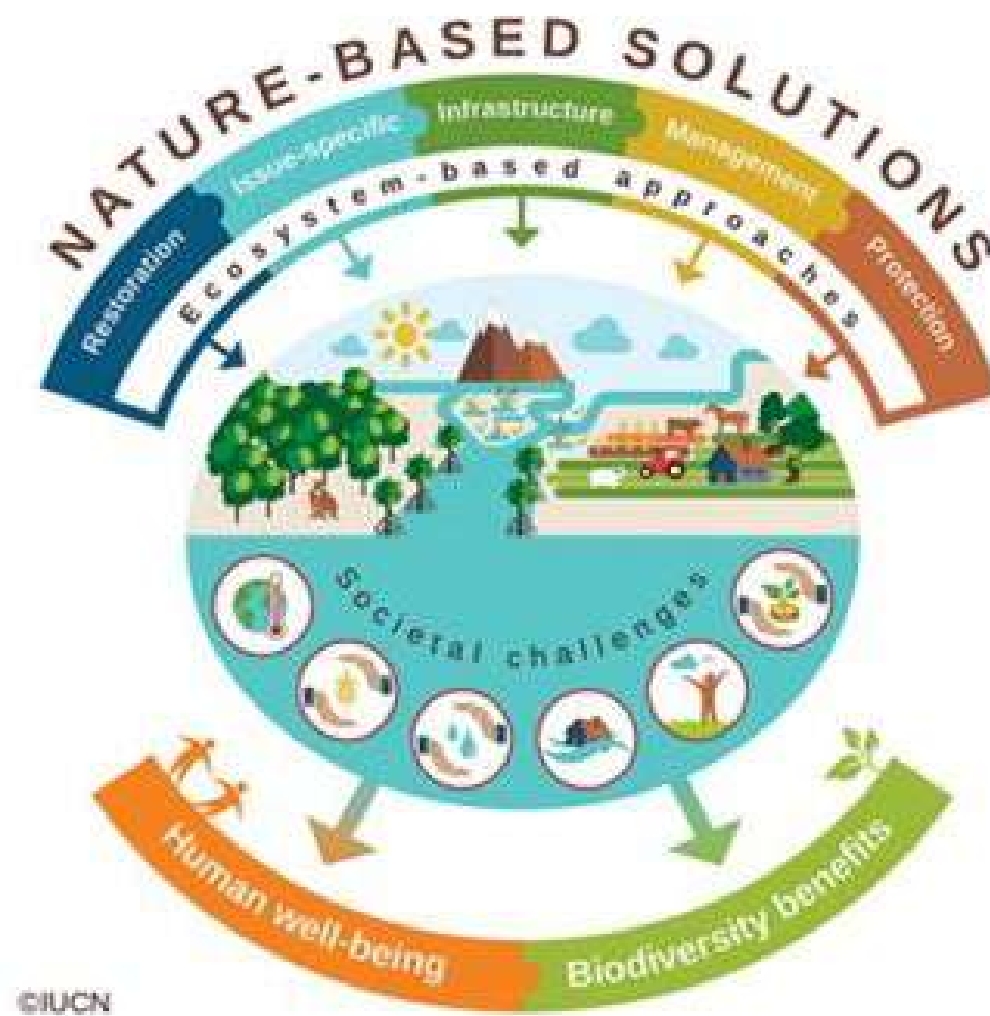 NATURE-BASED SOLUTIONS
Restoration
Issue-specific
Infrastructure
Management
Protection
Ecosystem-based approaches
Societal challenges
Human well-being
Biodiversity benefits
©IUCN